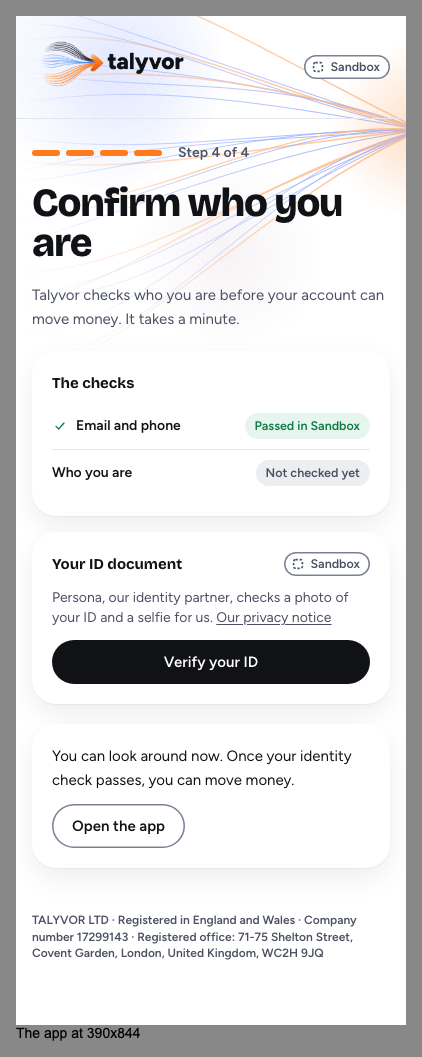 talyvor
Sandbox
Step 4 of 4
Confirm who you
are
Talyvor checks who you are before your account can
move money. It takes a minute.
The checks
Email and phone
Passed in Sandbox
Who you are
Not checked yet
Your ID document
Sandbox
Persona, our identity partner, checks a photo of
your ID and a selfie for us. Our privacy notice
Verify your ID
You can look around now. Once your identity
check passes, you can move money.
Open the app
TALYVOR LTD · Registered in England and Wales · Company
number 17299143 · Registered office: 71-75 Shelton Street,
Covent Garden, London, United Kingdom, WC2H 9JQ
The app at 390x844